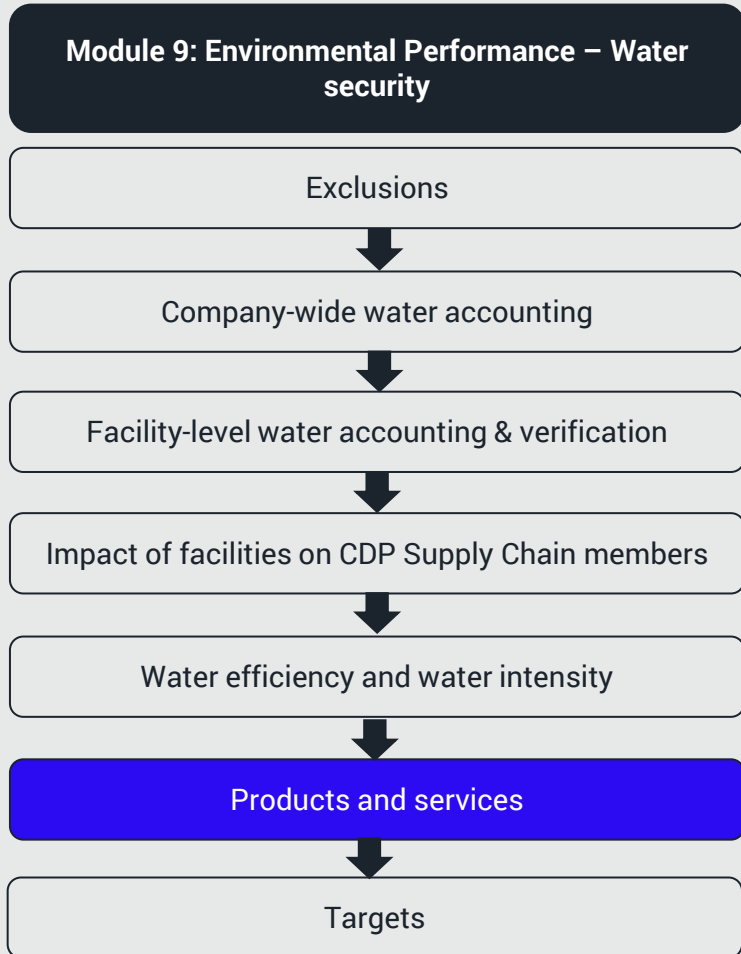 Module 9: Environmental Performance – Water
security
Exclusions
Company-wide water accounting
Facility-level water accounting & verification
Impact of facilities on CDP Supply Chain members
Water efficiency and water intensity
Products and services
Targets